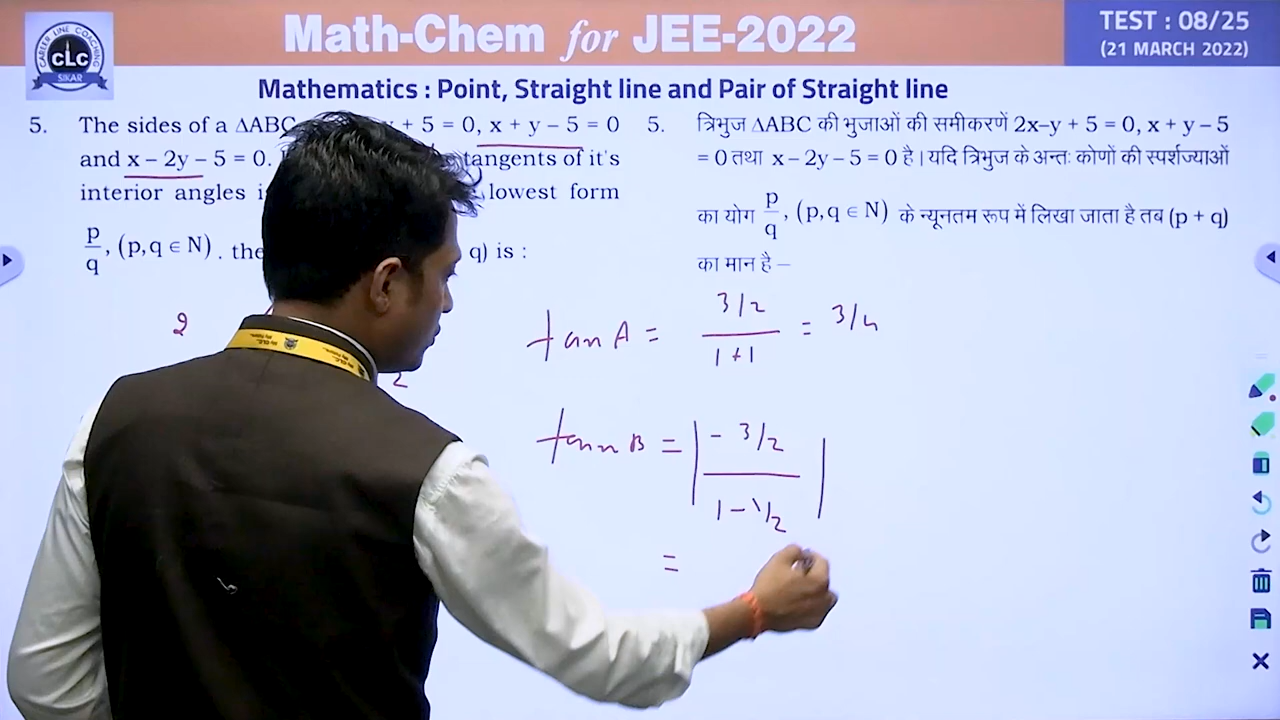 Math-Chem for JEE-2022
TEST : 08/25
(21 MARCH 2022)
CAREER LINE COACHING
CLC
SIKAR
Mathematics : Point, Straight line and Pair of Straight line
5. The sides of a ΔABC + 5 = 0, x + y – 5 = 0
and x – 2y – 5 = 0. tangents of it's
interior angles lowest form
p/q, (p,q ∈ N). the q) is :
5. त्रिभुज ΔABC की भुजाओं की समीकरणें 2x–y + 5 = 0, x + y – 5
= 0 तथा x – 2y – 5 = 0 है। यदि त्रिभुज के अन्तः कोणों की स्पर्शज्याओं
का योग p/q, (p,q ∈ N) के न्यूनतम रूप में लिखा जाता है तब (p + q)
का मान है –
2
2
tan A = 3/2 / 1+1 = 3/4
tan B = | - 3/2 / 1 - 1/2 |
=